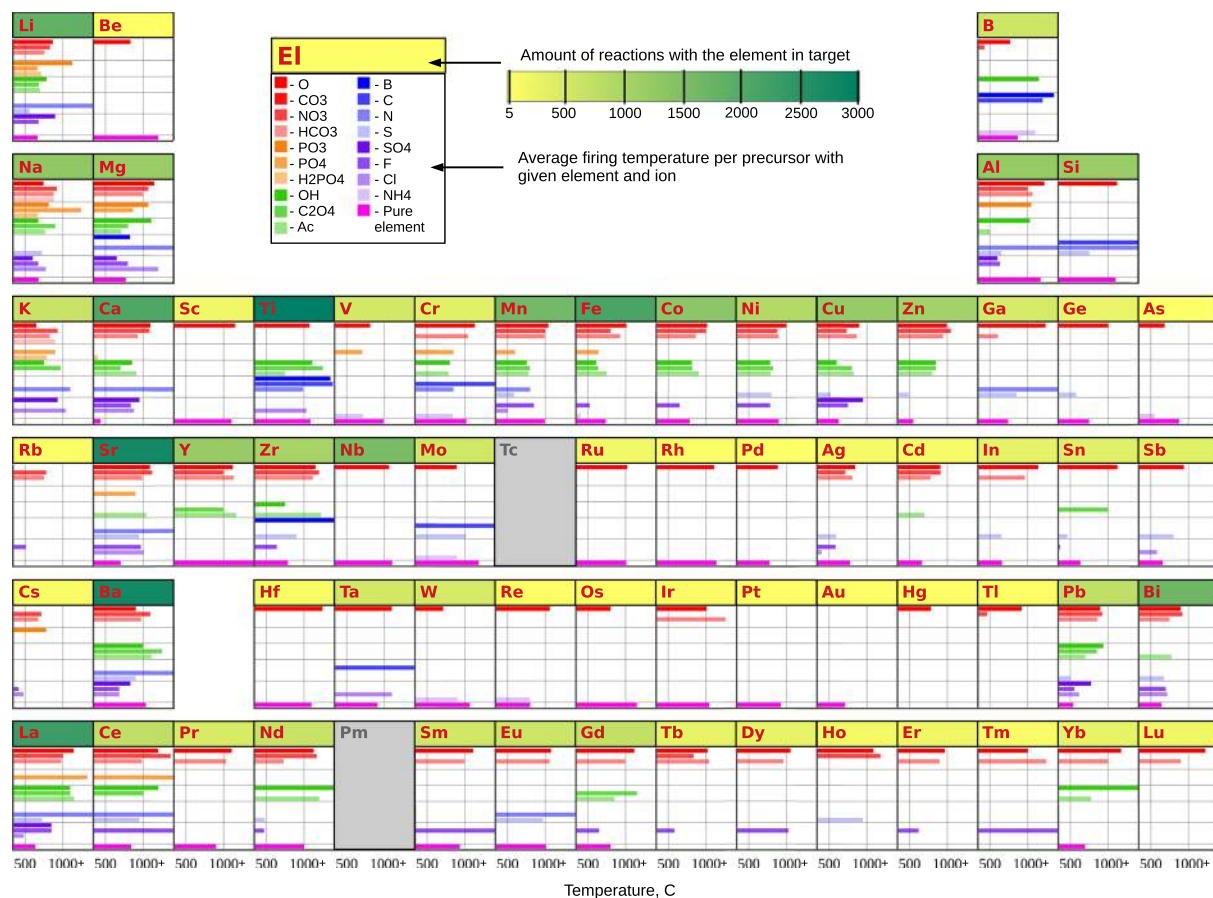 Li Be B
El
Amount of reactions with the element in target
5 500 1000 1500 2000 2500 3000
- O - B
- CO3 - C
- NO3 - N
- HCO3 - S
- PO3 - SO4
- PO4 - F
- H2PO4 - Cl
- OH - NH4
- C2O4 - Pure
- Ac element
Average firing temperature per precursor with
given element and ion
Na Mg Al Si
K Ca Sc Ti V Cr Mn Fe Co Ni Cu Zn Ga Ge As
Rb Sr Y Zr Nb Mo Tc Ru Rh Pd Ag Cd In Sn Sb
Cs Ba Hf Ta W Re Os Ir Pt Au Hg Tl Pb Bi
La Ce Pr Nd Pm Sm Eu Gd Tb Dy Ho Er Tm Yb Lu
500 1000+ 500 1000+ 500 1000+ 500 1000+ 500 1000+ 500 1000+ 500 1000+ 500 1000+ 500 1000+ 500 1000+ 500 1000+ 500 1000+ 500 1000+ 500 1000+ 500 1000+
Temperature, C